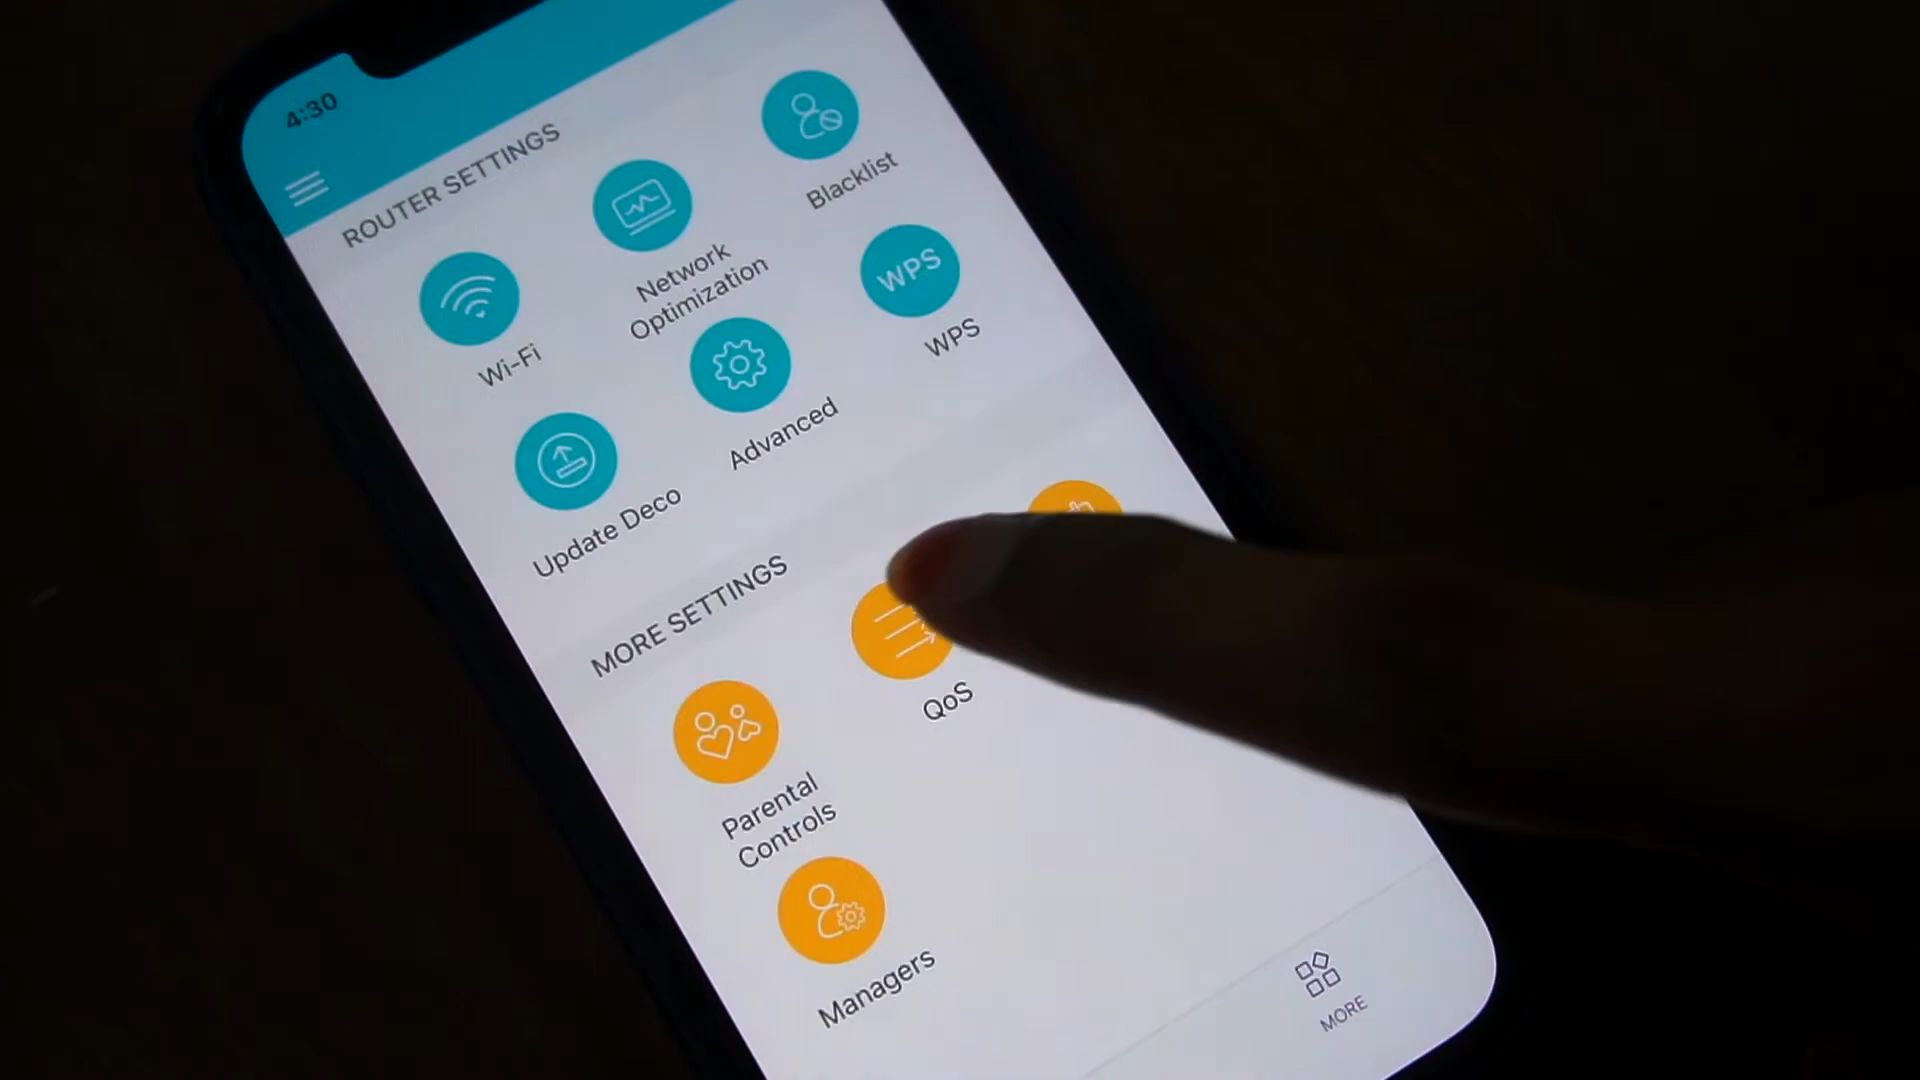 4:30
ROUTER SETTINGS
Wi-Fi
Network
Optimization
Blacklist
Update Deco
Advanced
WPS
WPS
MORE SETTINGS
Parental
Controls
QoS
Managers
MORE